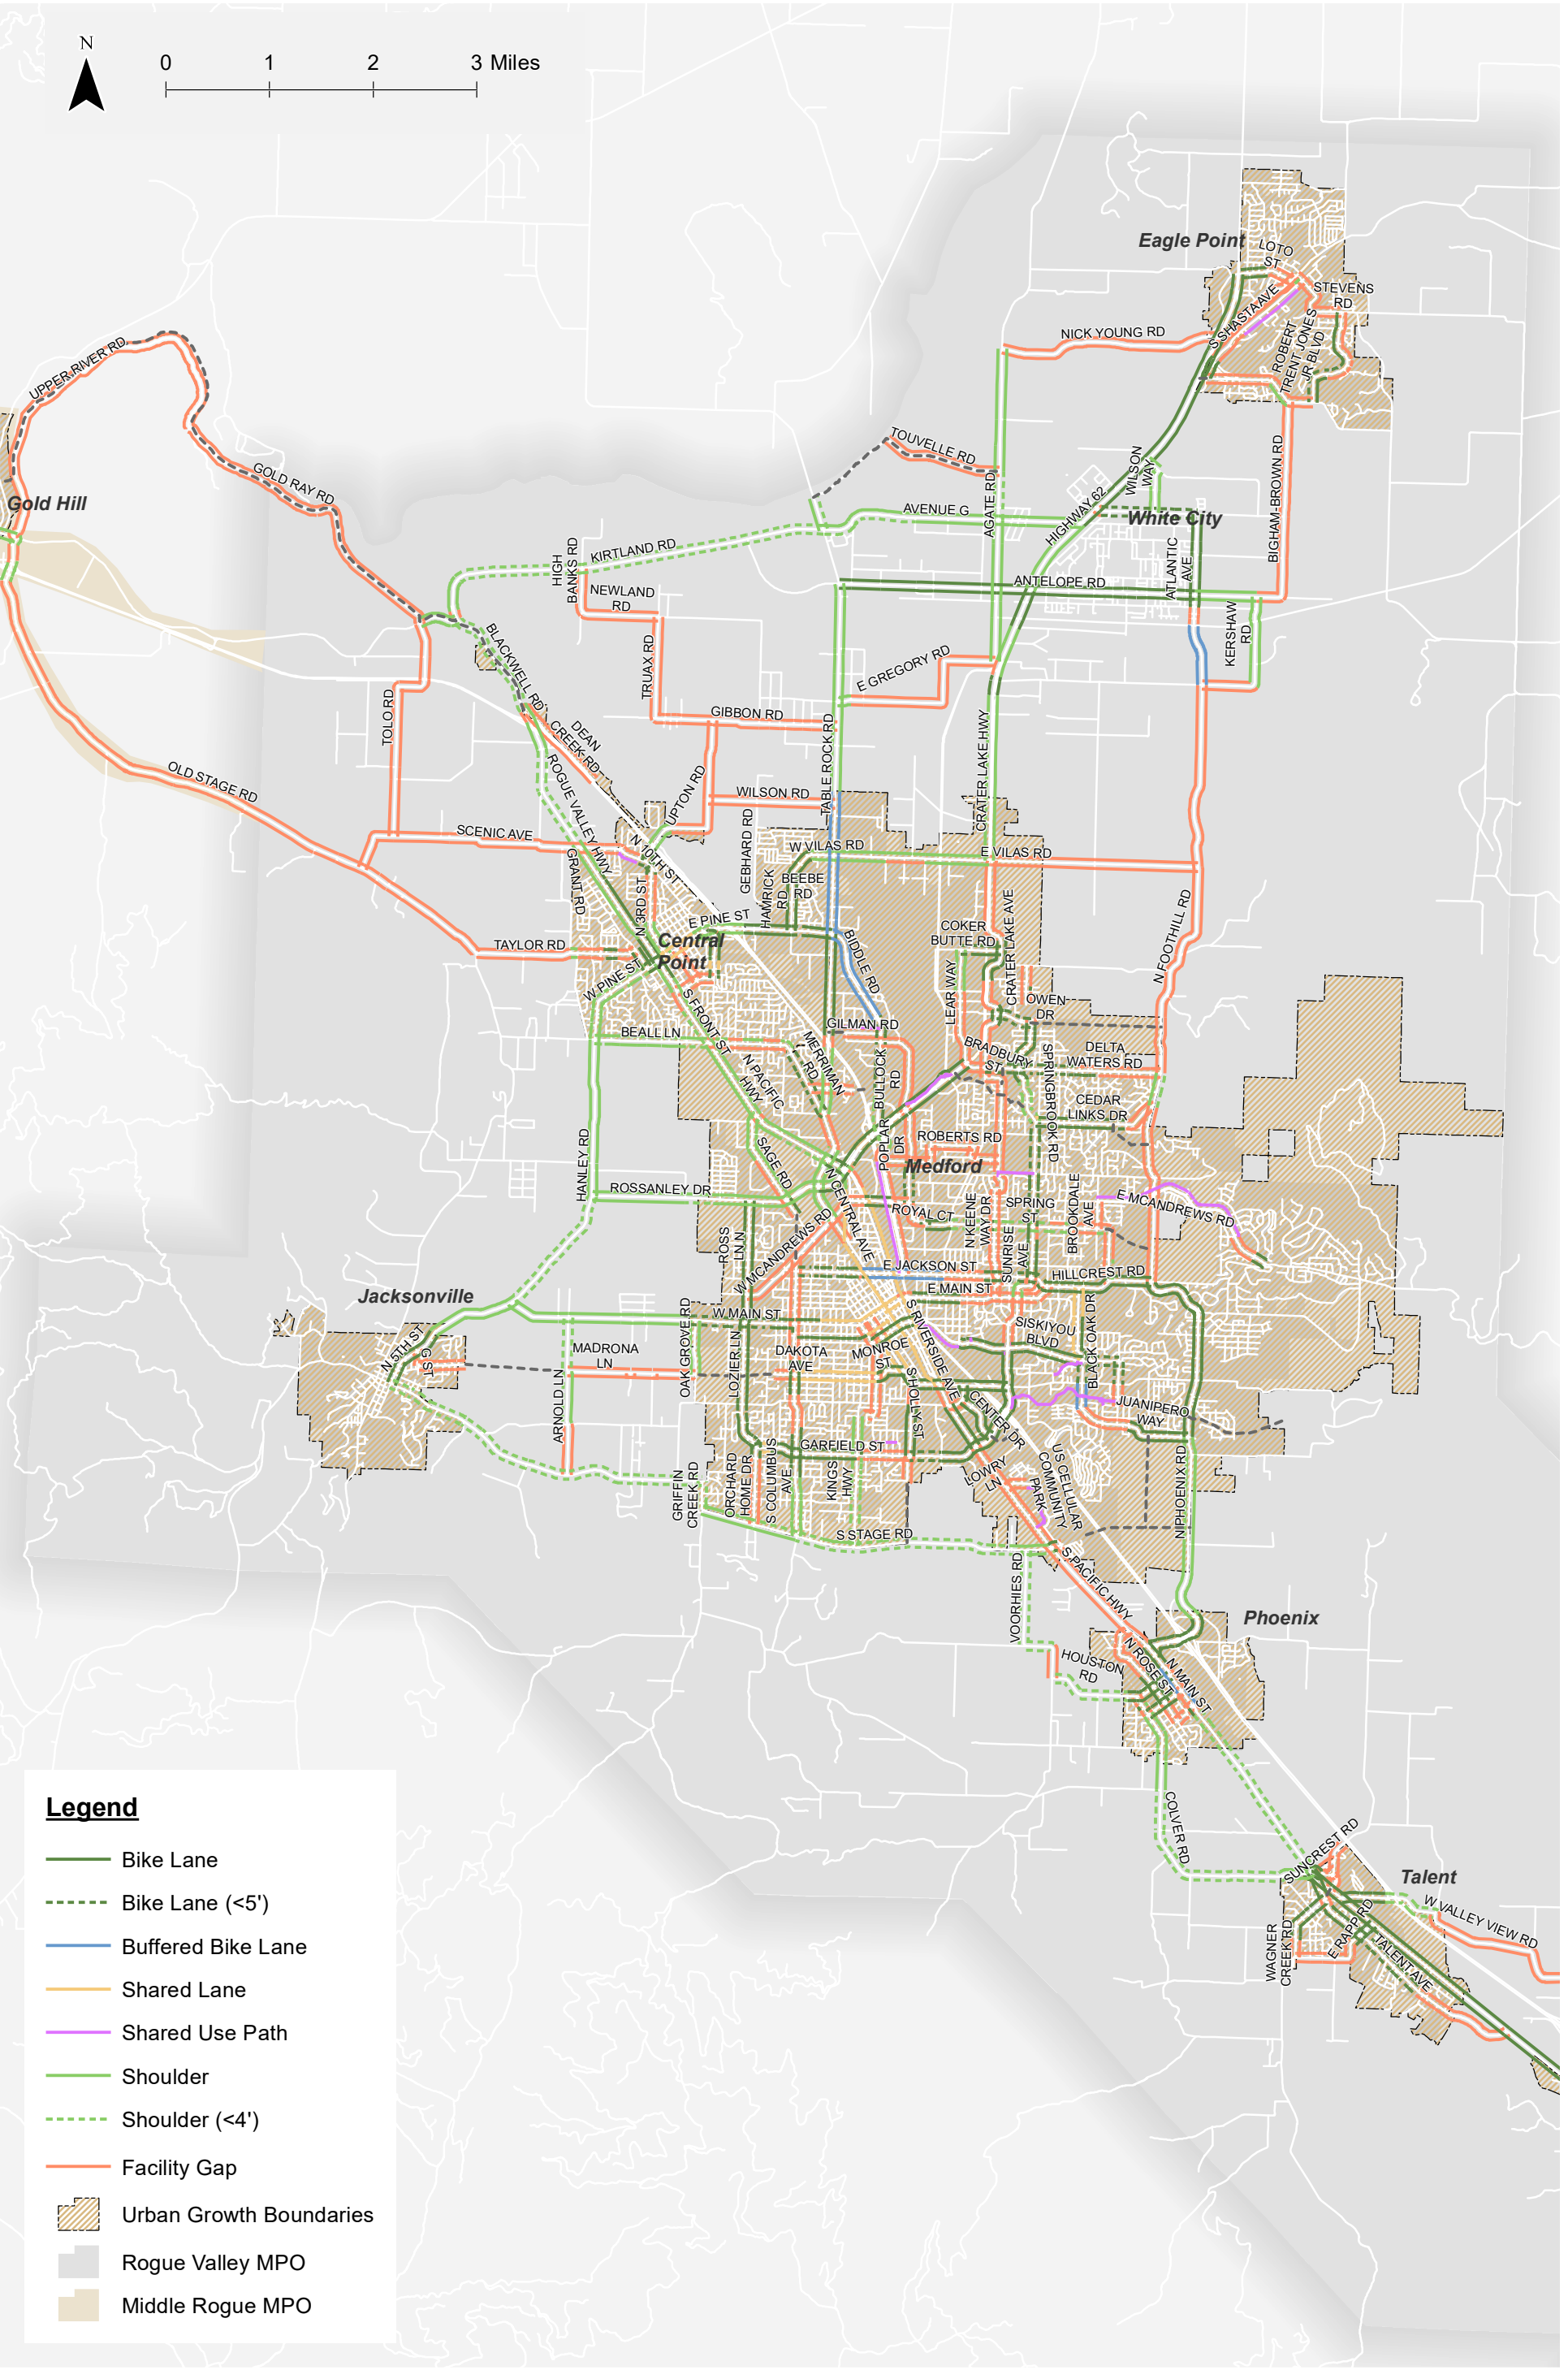 N
0 1 2 3 Miles
Eagle Point
LOTO
ST
STEVENS
RD
S SHASTA AVE
ROBERT
TRENT JONES
JR BLVD
NICK YOUNG RD
UPPER RIVER RD
TOUVELLE RD
GOLD RAY RD
Gold Hill
WILSON
WAY
AGATE RD
HIGHWAY 62
BIGHAM-BROWN RD
AVENUE G
White City
HIGH
BANKS RD
KIRTLAND RD
ATLANTIC
AVE
ANTELOPE RD
NEWLAND
RD
KERSHAW
RD
BLACKWELL RD
TRUAX RD
E GREGORY RD
TOLO RD
GIBBON RD
DEAN
CREEK RD
TABLE ROCK RD
CRATER LAKE HWY
OLD STAGE RD
ROGUE VALLEY HWY
UPTON RD
WILSON RD
SCENIC AVE
N 10TH ST
GEBHARD RD
W VILAS RD
E VILAS RD
GRANT RD
HAMRICK
RD
BEEBE
RD
N 3RD ST
E PINE ST
CRATER LAKE AVE
COKER
BUTTE RD
N FOOTHILL RD
Central
Point
TAYLOR RD
BIDDLE RD
W PINE ST
LEAR WAY
S FRONT ST
OWEN
DR
BEALL LN
GILMAN RD
MERRIMAN
RD
BRADBURY
ST
DELTA
WATERS RD
N PACIFIC
HWY
BULLOCK
RD
SPRINGBROOK RD
CEDAR
LINKS DR
POPLAR
DR
ROBERTS RD
SAGE RD
Medford
HANLEY RD
ROSSANLEY DR
N CENTRAL AVE
ROYAL CT
N KEENE
WAY DR
SPRING
ST
BROOKDALE
AVE
E MCANDREWS RD
ROSS
LN N
W MCANDREWS RD
SUNRISE
AVE
E JACKSON ST
HILLCREST RD
E MAIN ST
Jacksonville
OAK GROVE RD
W MAIN ST
S RIVERSIDE AVE
SISKIYOU
BLVD
BLACK OAK DR
N 5TH ST
G ST
MADRONA
LN
LOZIER LN
DAKOTA
AVE
MONROE
ST
S HOLLY ST
ARNOLD LN
CENTER DR
JUANIPERO
WAY
GARFIELD ST
GRIFFIN
CREEK RD
ORCHARD
HOME DR
S COLUMBUS
AVE
KINGS
HWY
LOWRY
LN
US CELLULAR
COMMUNITY
PARK
N PHOENIX RD
S STAGE RD
VOORHIES RD
S PACIFIC HWY
Phoenix
HOUSTON
RD
N ROSE ST
N MAIN ST
COLVER RD
SUNCREST RD
Talent
W VALLEY VIEW RD
WAGNER
CREEK RD
E RAPP RD
TALENT AVE
Legend
Bike Lane
Bike Lane (<5')
Buffered Bike Lane
Shared Lane
Shared Use Path
Shoulder
Shoulder (<4')
Facility Gap
Urban Growth Boundaries
Rogue Valley MPO
Middle Rogue MPO